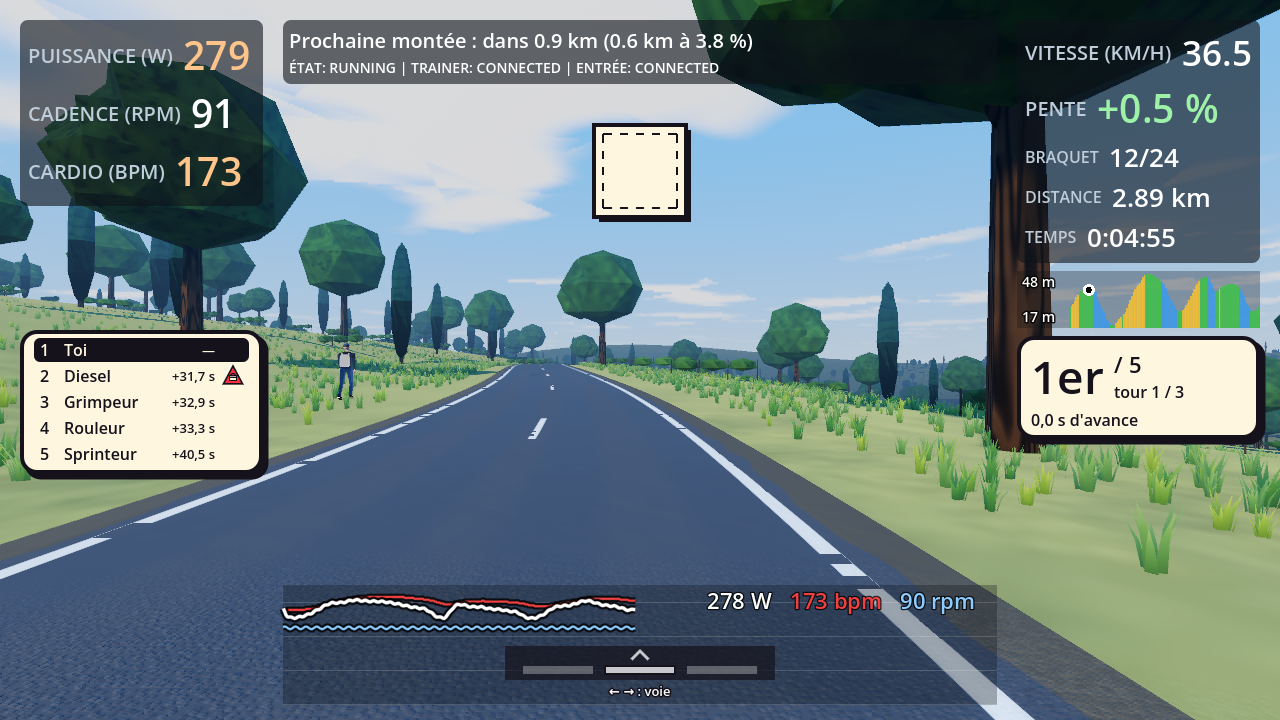 PUISSANCE (W) 279
CADENCE (RPM) 91
CARDIO (BPM) 173
Prochaine montée : dans 0.9 km (0.6 km à 3.8 %)
ÉTAT: RUNNING | TRAINER: CONNECTED | ENTRÉE: CONNECTED
VITESSE (KM/H) 36.5
PENTE +0.5 %
BRAQUET 12/24
DISTANCE 2.89 km
TEMPS 0:04:55
48 m
17 m
1 Toi —
2 Diesel +31,7 s
3 Grimpeur +32,9 s
4 Rouleur +33,3 s
5 Sprinteur +40,5 s
1er / 5
tour 1 / 3
0,0 s d'avance
278 W 173 bpm 90 rpm
← → : voie